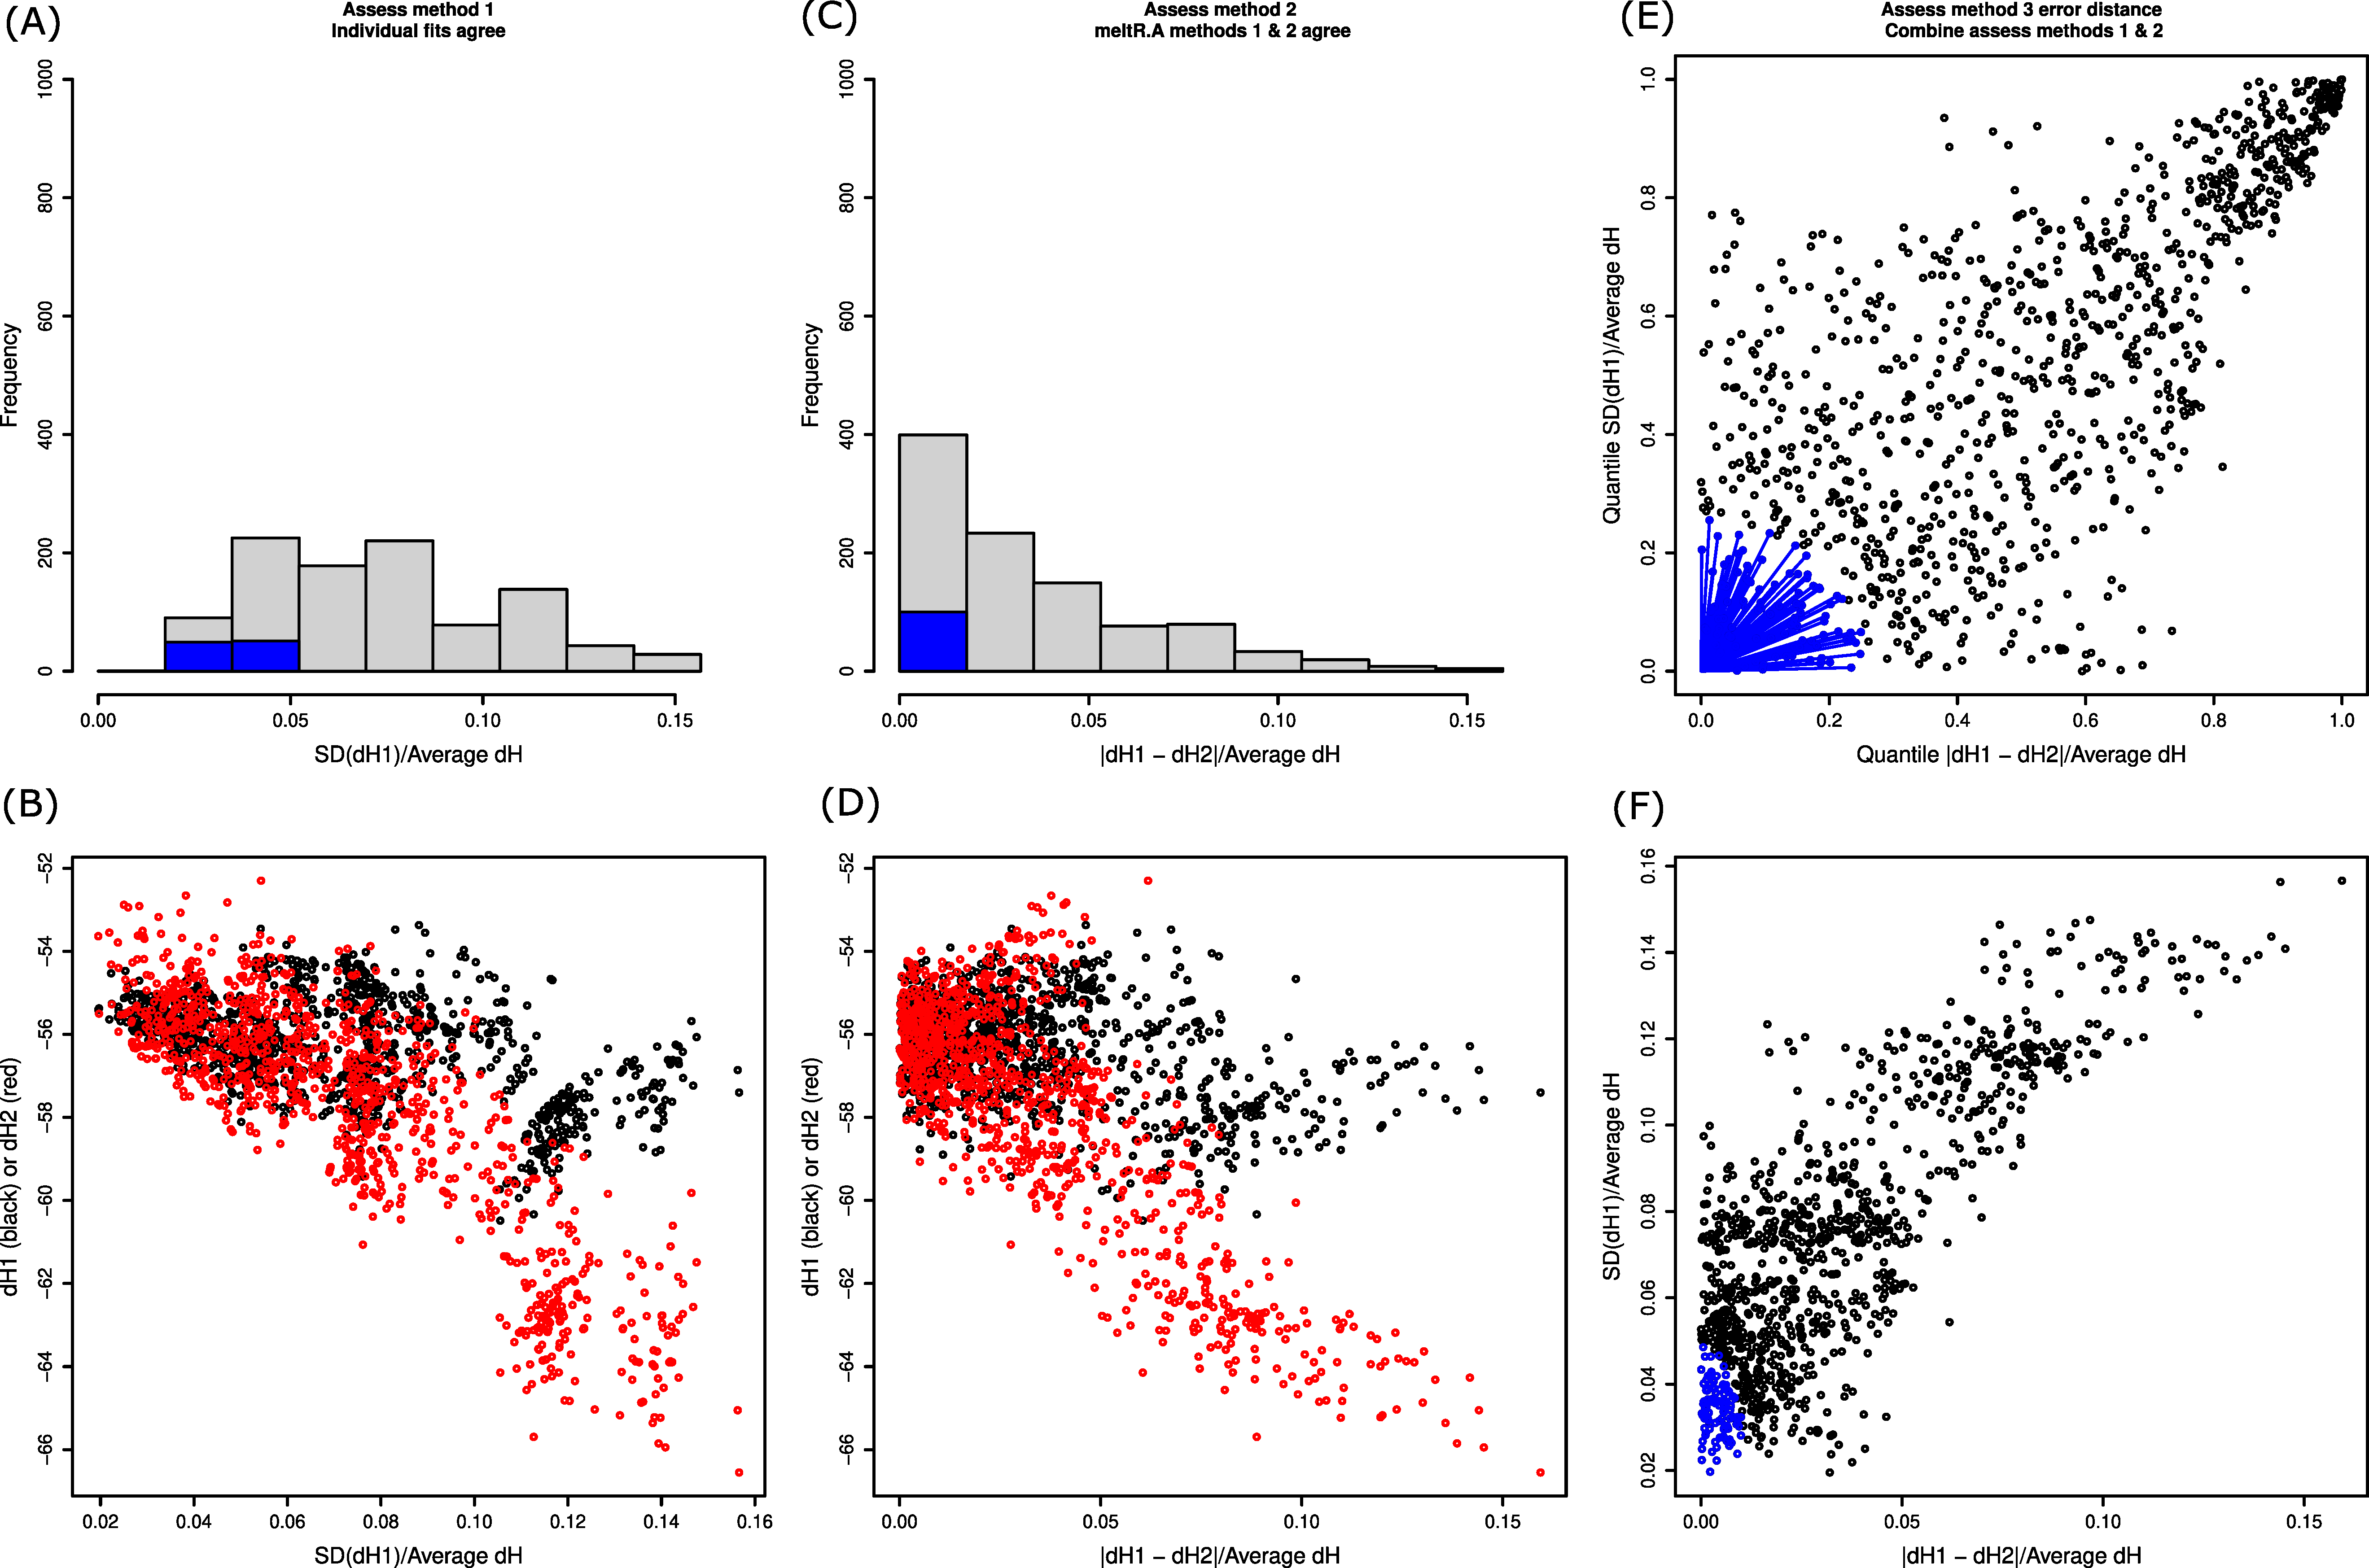 (A)
Assess method 1
Individual fits agree
Frequency
1000
800
600
400
200
0
0.00 0.05 0.10 0.15
SD(dH1)/Average dH
(C)
Assess method 2
meltR.A methods 1 & 2 agree
Frequency
1000
800
600
400
200
0
0.00 0.05 0.10 0.15
|dH1 − dH2|/Average dH
(E)
Assess method 3 error distance
Combine assess methods 1 & 2
Quantile SD(dH1)/Average dH
1.0
0.8
0.6
0.4
0.2
0.0
0.0 0.2 0.4 0.6 0.8 1.0
Quantile |dH1 − dH2|/Average dH
(B)
dH1 (black) or dH2 (red)
−52
−54
−56
−58
−60
−62
−64
−66
0.02 0.04 0.06 0.08 0.10 0.12 0.14 0.16
SD(dH1)/Average dH
(D)
dH1 (black) or dH2 (red)
−52
−54
−56
−58
−60
−62
−64
−66
0.00 0.05 0.10 0.15
|dH1 − dH2|/Average dH
(F)
SD(dH1)/Average dH
0.16
0.14
0.12
0.10
0.08
0.06
0.04
0.02
0.00 0.05 0.10 0.15
|dH1 − dH2|/Average dH